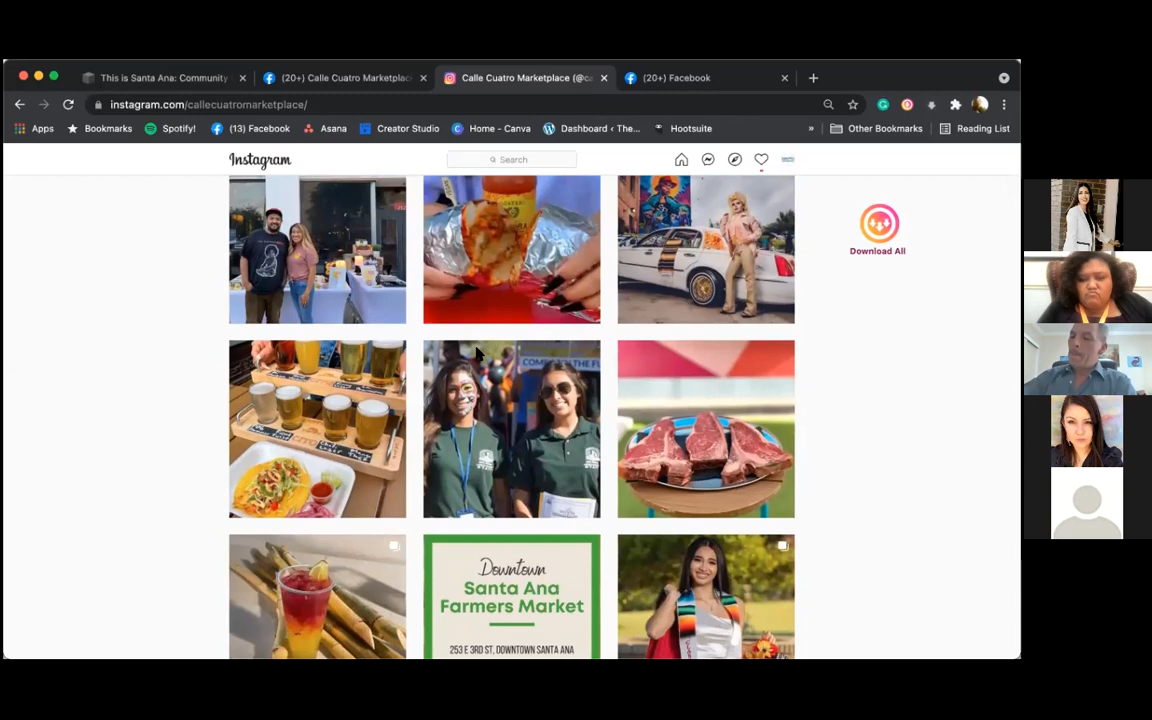 This is Santa Ana: Community
(20+) Calle Cuatro Marketplac
Calle Cuatro Marketplace (@ca
(20+) Facebook
instagram.com/callecuatromarketplace/
Apps
Bookmarks
Spotify!
(13) Facebook
Asana
Creator Studio
Home - Canva
Dashboard ‹ The...
Hootsuite
»
Other Bookmarks
Reading List
Instagram
Search
Download All
Downtown
Santa Ana
Farmers Market
253 E 3RD ST, DOWNTOWN SANTA ANA